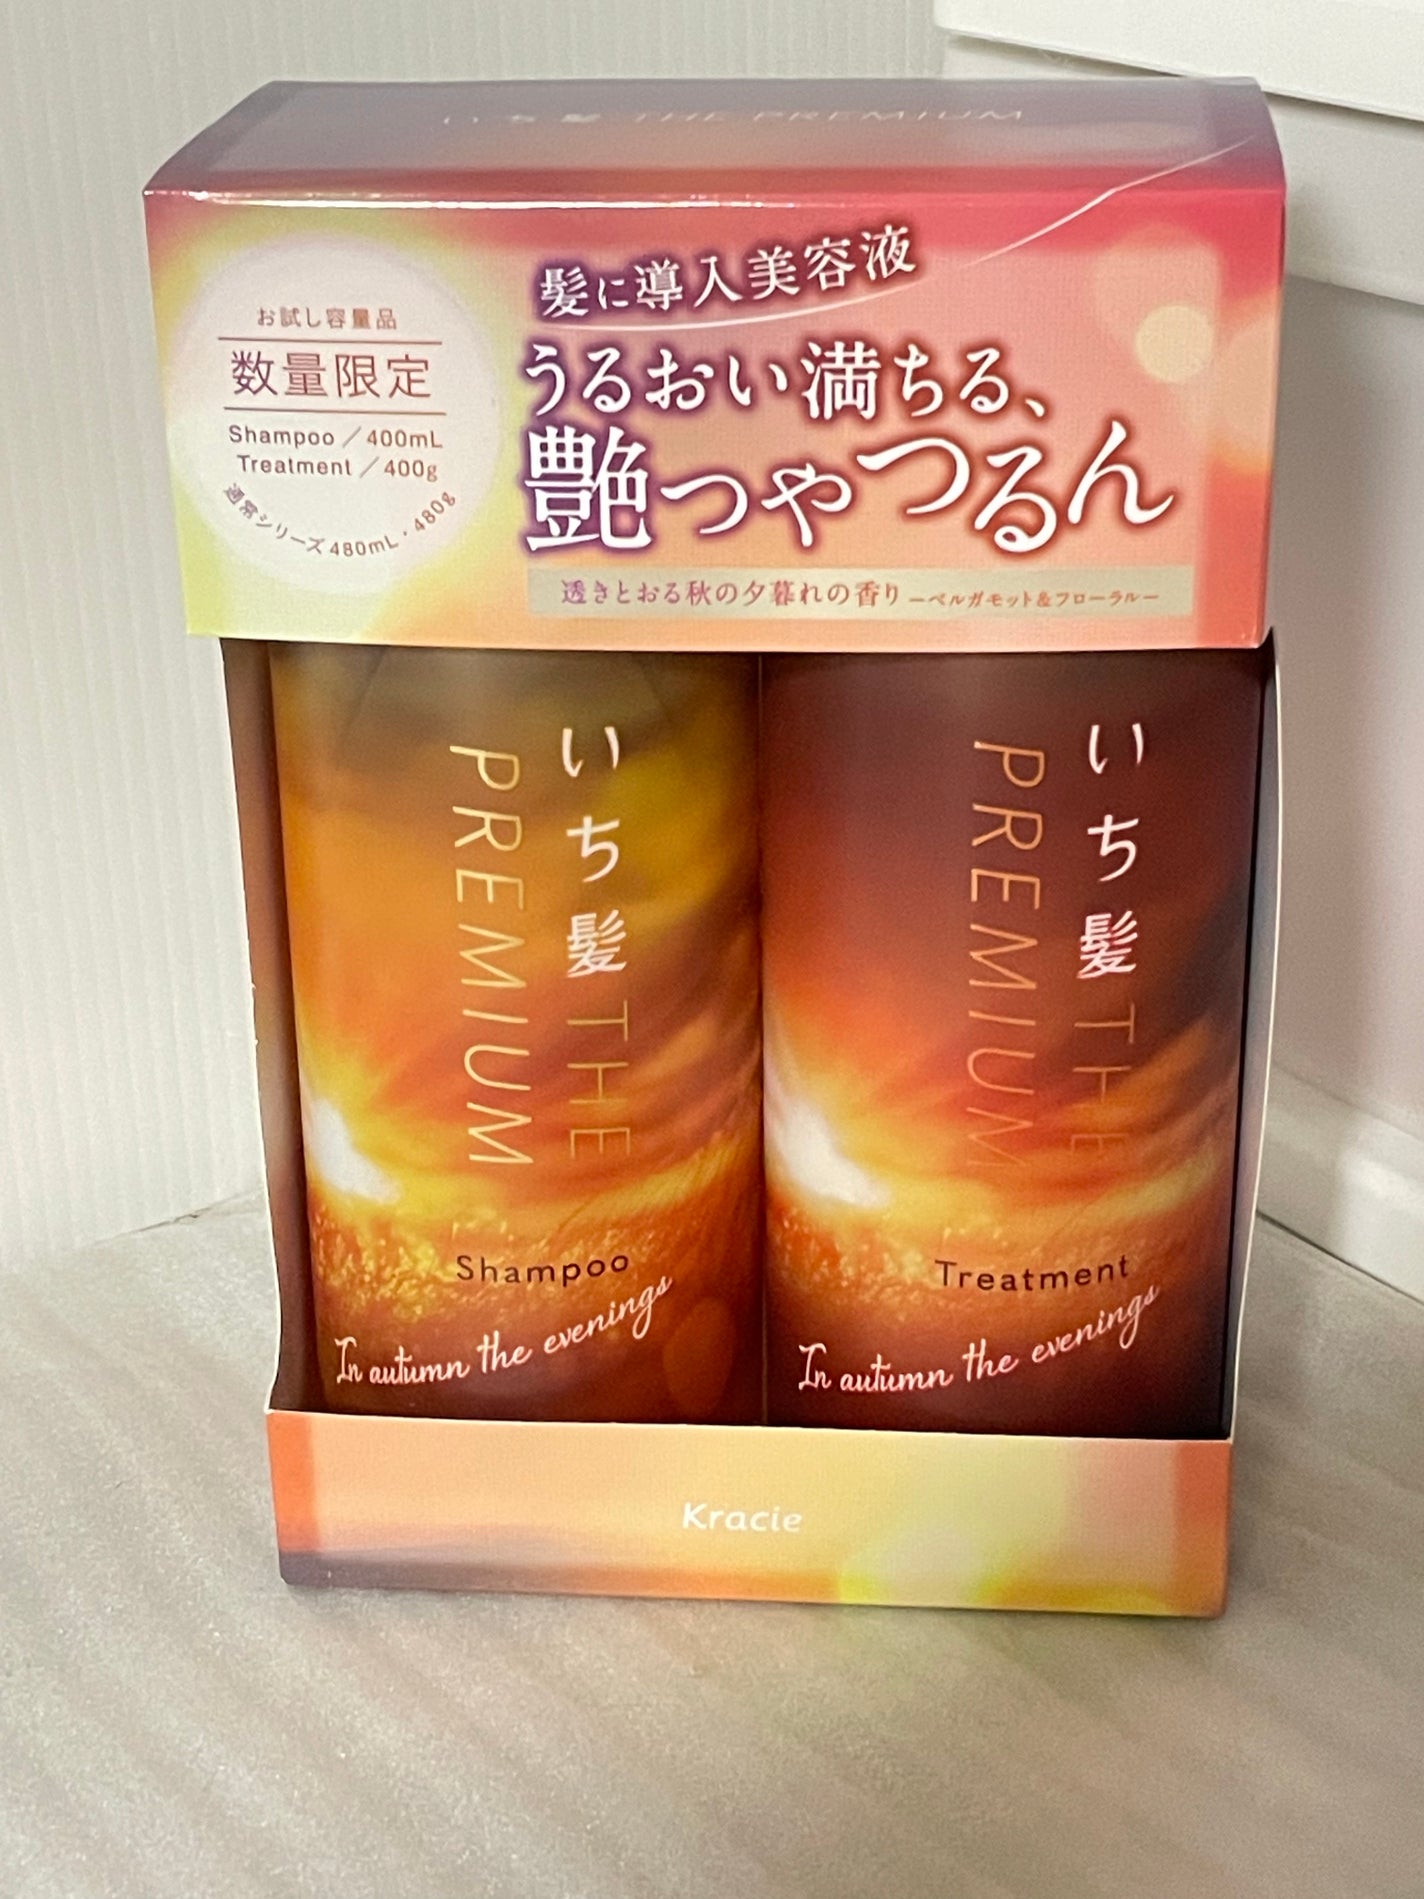 いち髪 THE PREMIUM
お試し容量品
数量限定
Shampoo／400mL
Treatment／400g
通常シリーズ480mL・480g
髪に導入美容液
うるおい満ちる、
艶つやつるん
透きとおる秋の夕暮れの香り −ベルガモット&フローラル−
いち髪 THE
PREMIUM
Shampoo
In autumn the evenings
いち髪 THE
PREMIUM
Treatment
In autumn the evenings
Kracie